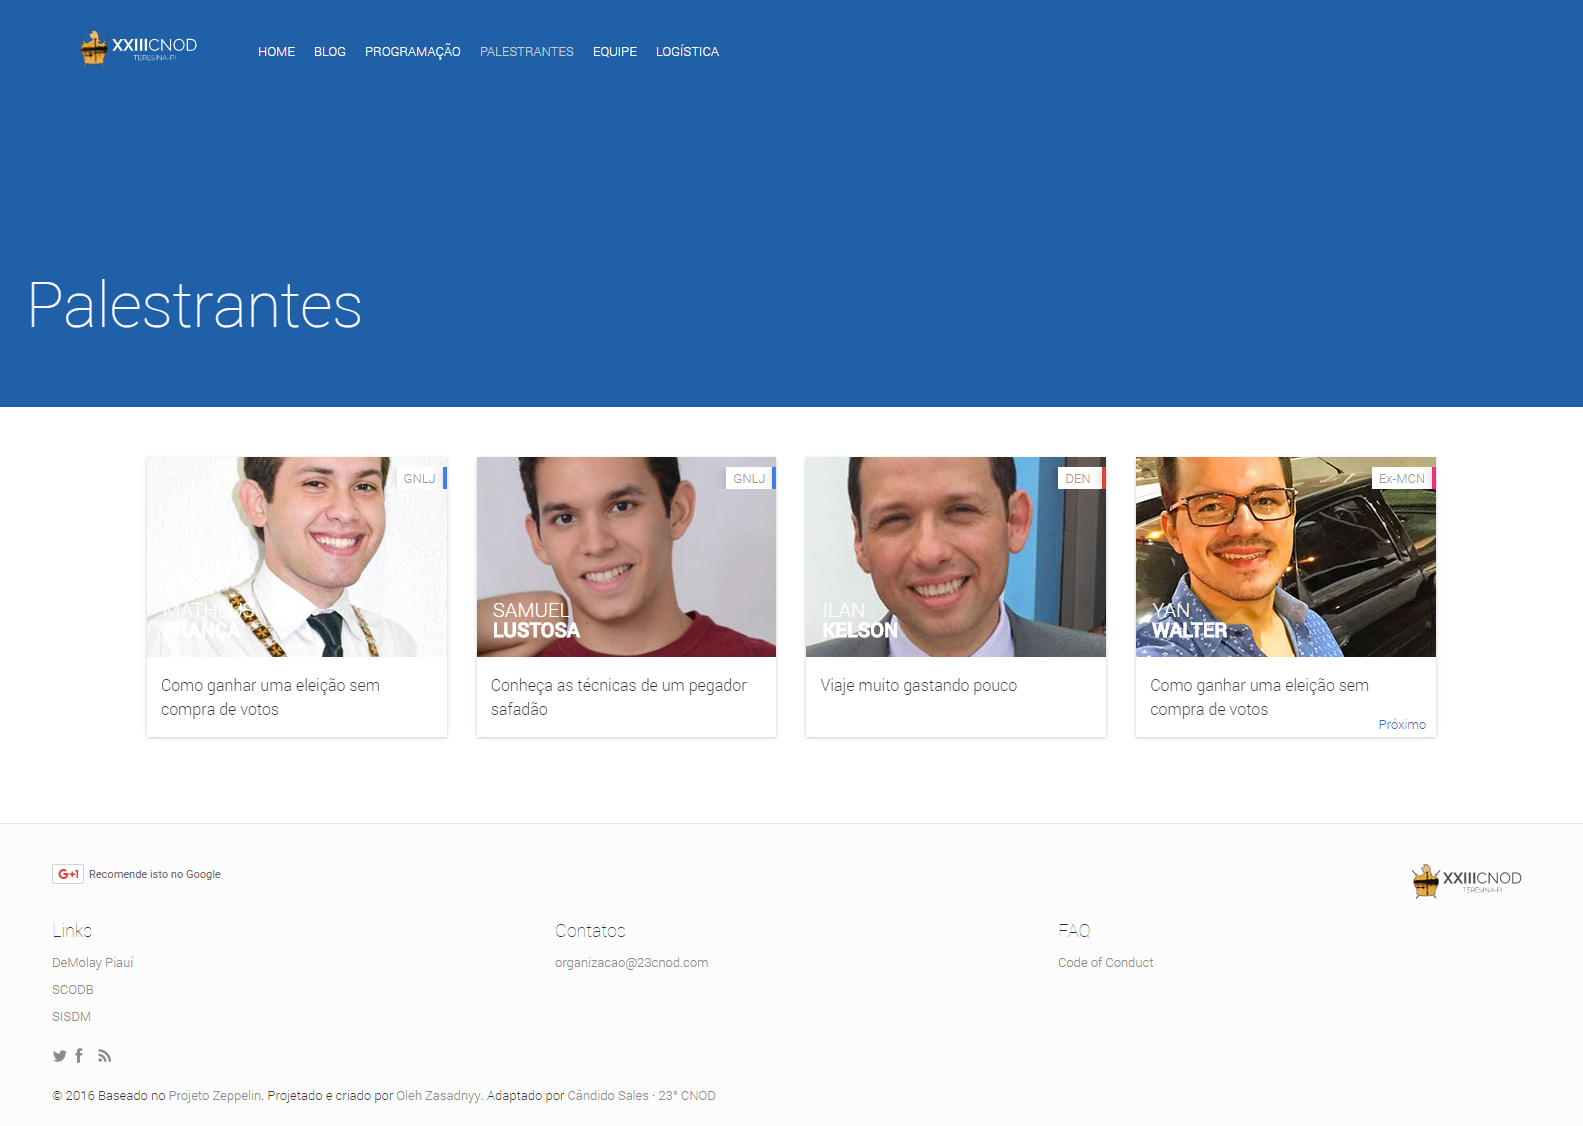 XXIIICNOD
TERESINA-PI
HOME BLOG PROGRAMAÇÃO PALESTRANTES EQUIPE LOGÍSTICA
Palestrantes
GNLJ
MATHEUS
FRANÇA
Como ganhar uma eleição sem
compra de votos
GNLJ
SAMUEL
LUSTOSA
Conheça as técnicas de um pegador
safadão
DEN
ILAN
KELSON
Viaje muito gastando pouco
Ex-MCN
YAN
WALTER
Como ganhar uma eleição sem
compra de votos
Próximo
G+1 Recomende isto no Google
XXIIICNOD
TERESINA-PI
Links
DeMolay Piauí
SCODB
SISDM
Contatos
organizacao@23cnod.com
FAQ
Code of Conduct
© 2016 Baseado no Projeto Zeppelin. Projetado e criado por Oleh Zasadnyy. Adaptado por Cândido Sales · 23° CNOD